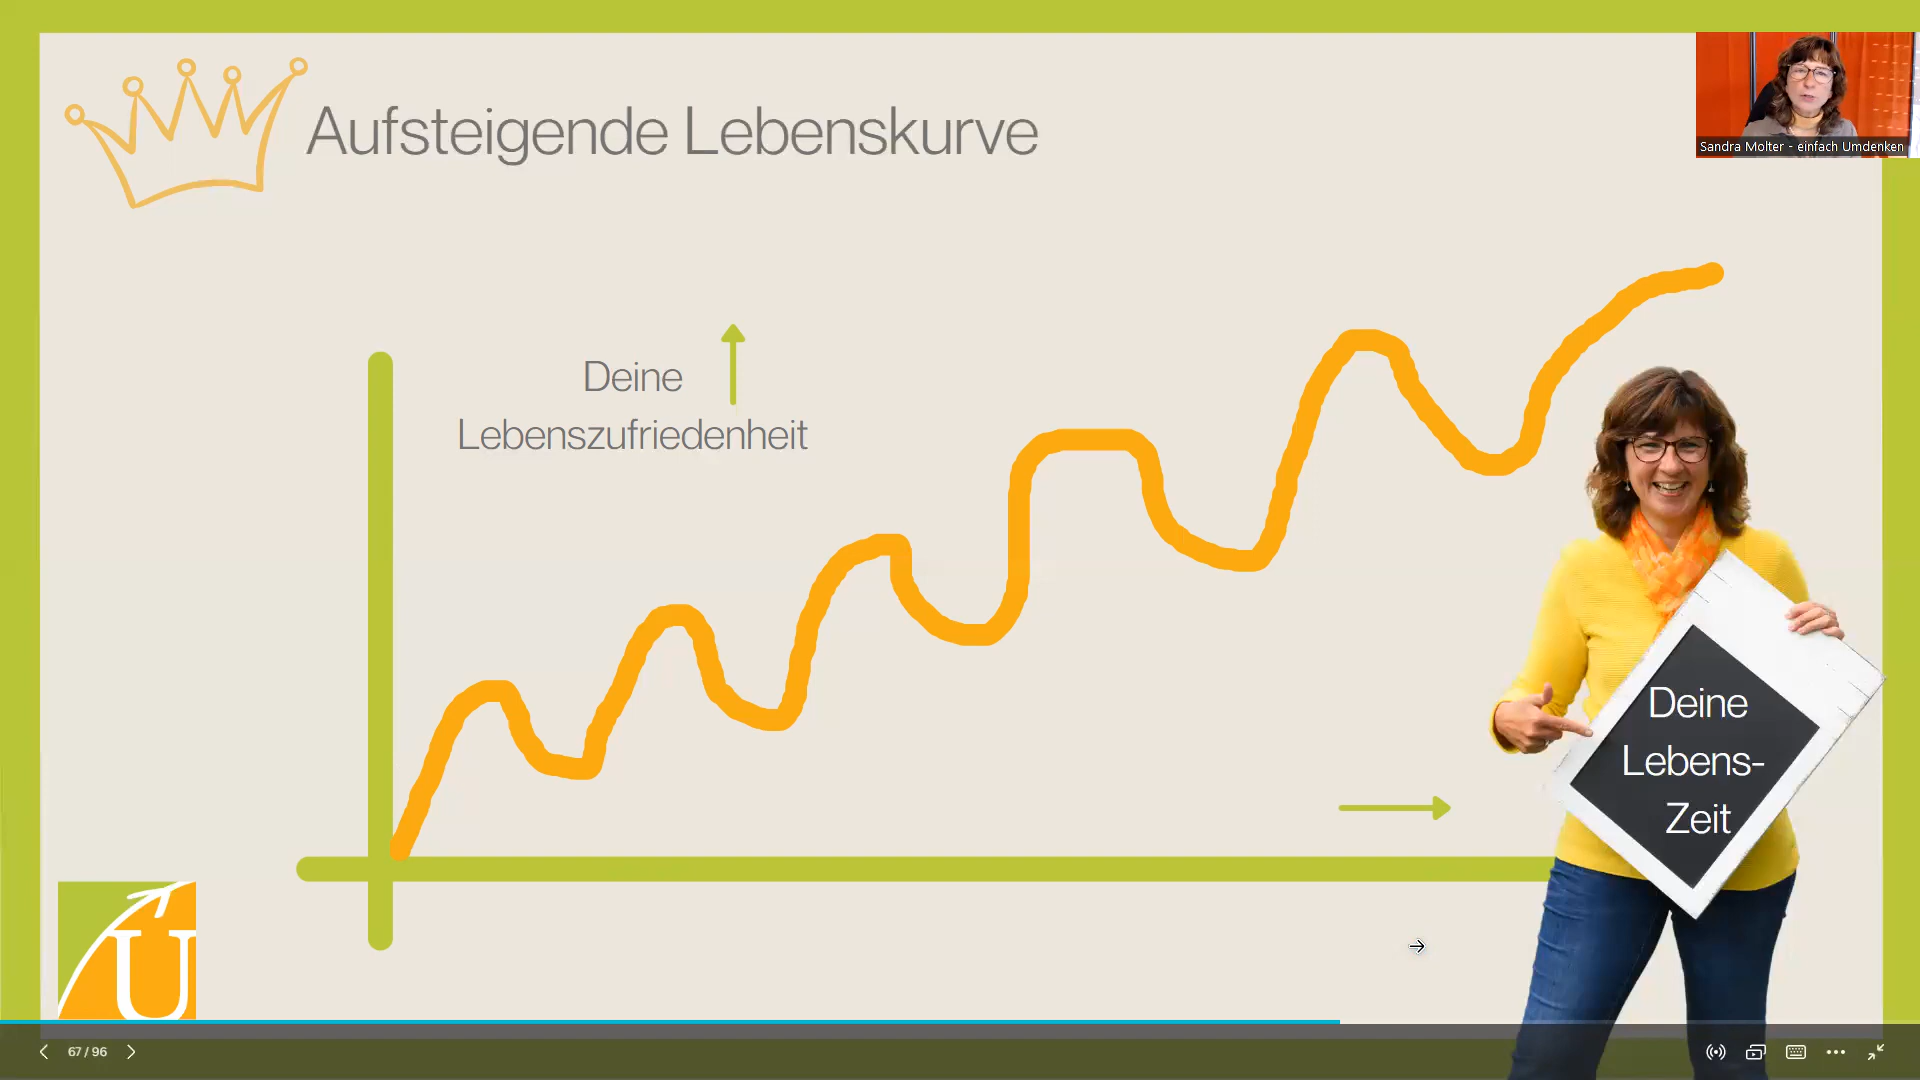 Aufsteigende Lebenskurve
Sandra Molter - einfach Umdenken
Deine
Lebenszufriedenheit
Deine
Lebens-
Zeit
U
67 / 96